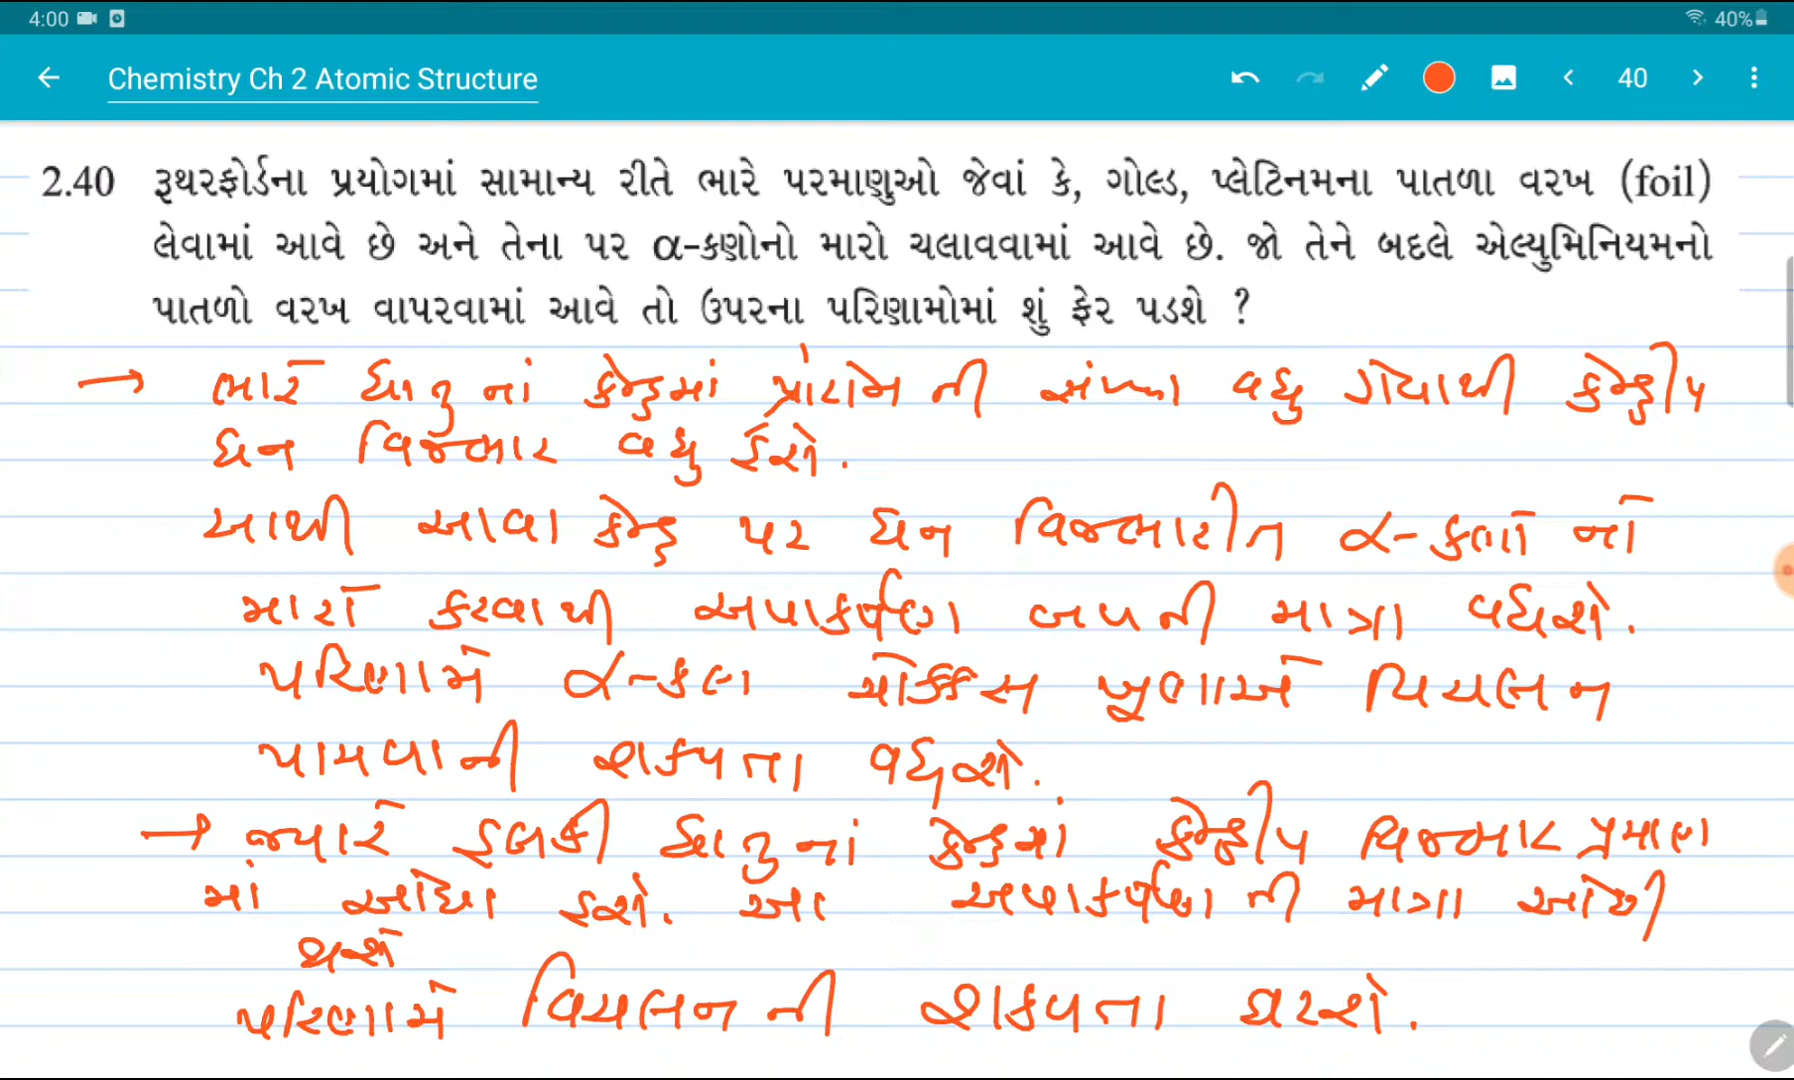 4:00 40%
Chemistry Ch 2 Atomic Structure 40
2.40 રૂથરફોર્ડના પ્રયોગમાં સામાન્ય રીતે ભારે પરમાણુઓ જેવાં કે, ગોલ્ડ, પ્લેટિનમના પાતળા વરખ (foil)
લેવામાં આવે છે અને તેના પર α-કણોનો મારો ચલાવવામાં આવે છે. જો તેને બદલે એલ્યુમિનિયમનો
પાતળો વરખ વાપરવામાં આવે તો ઉપરના પરિણામોમાં શું ફેર પડશે ?
→ ભારે ધાતુનાં કેન્દ્રમાં પ્રોટોનની સંખ્યા વધુ હોવાથી કેન્દ્રીય
ધન વિજભાર વધુ હશે.
આથી આવા કેન્દ્ર પર ધન વિજભારીત α-કણો નો
મારો કરવાથી અપાકર્ષણ બળની માત્રા વધશે.
પરિણામે α-કણ ચોક્કસ ખૂણાએ વિચલન
પામવાની શક્યતા વધશે.
→ જ્યારે હલકી ધાતુનાં કેન્દ્રમાં કેન્દ્રીય વિજભાર પ્રમાણ
માં ઓછો હશે. આ અપાકર્ષણની માત્રા ઓછી
થશે
પરિણામે વિચલનની શક્યતા ઘટશે.